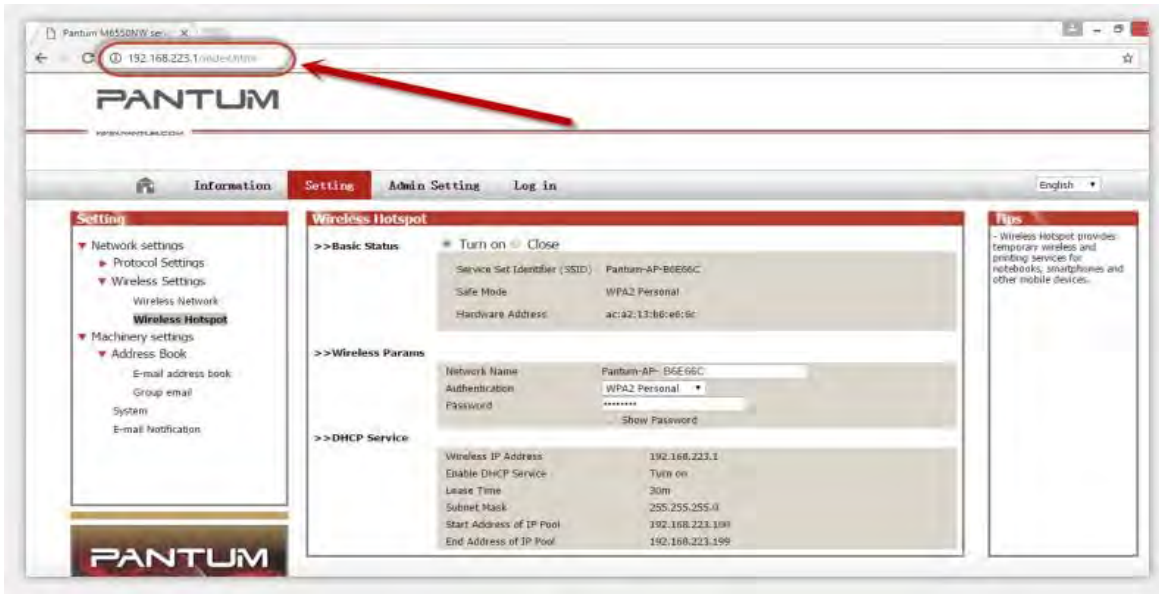 Pantum M6550NW ser
192.168.223.1/index.html
PANTUM
WWW.PANTUM.COM
Information Setting Admin Setting Log in English
Setting
Network settings
Protocol Settings
Wireless Settings
Wireless Network
Wireless Hotspot
Machinery settings
Address Book
E-mail address book
Group email
System
E-mail Notification
PANTUM
Wireless Hotspot
>>Basic Status Turn on Close
Service Set Identifier (SSID) Pantum-AP-B6E66C
Safe Mode WPA2 Personal
Hardware Address ac:a2:13:b6:e6:6c
>>Wireless Params
Network Name Pantum-AP- B6E66C
Authentication WPA2 Personal
Password ••••••••
Show Password
>>DHCP Service
Wireless IP Address 192.168.223.1
Enable DHCP Service Turn on
Lease Time 30m
Subnet Mask 255.255.255.0
Start Address of IP Pool 192.168.223.100
End Address of IP Pool 192.168.223.199
Tips
- Wireless Hotspot provides
temporary wireless and
printing services for
notebooks, smartphones and
other mobile devices.